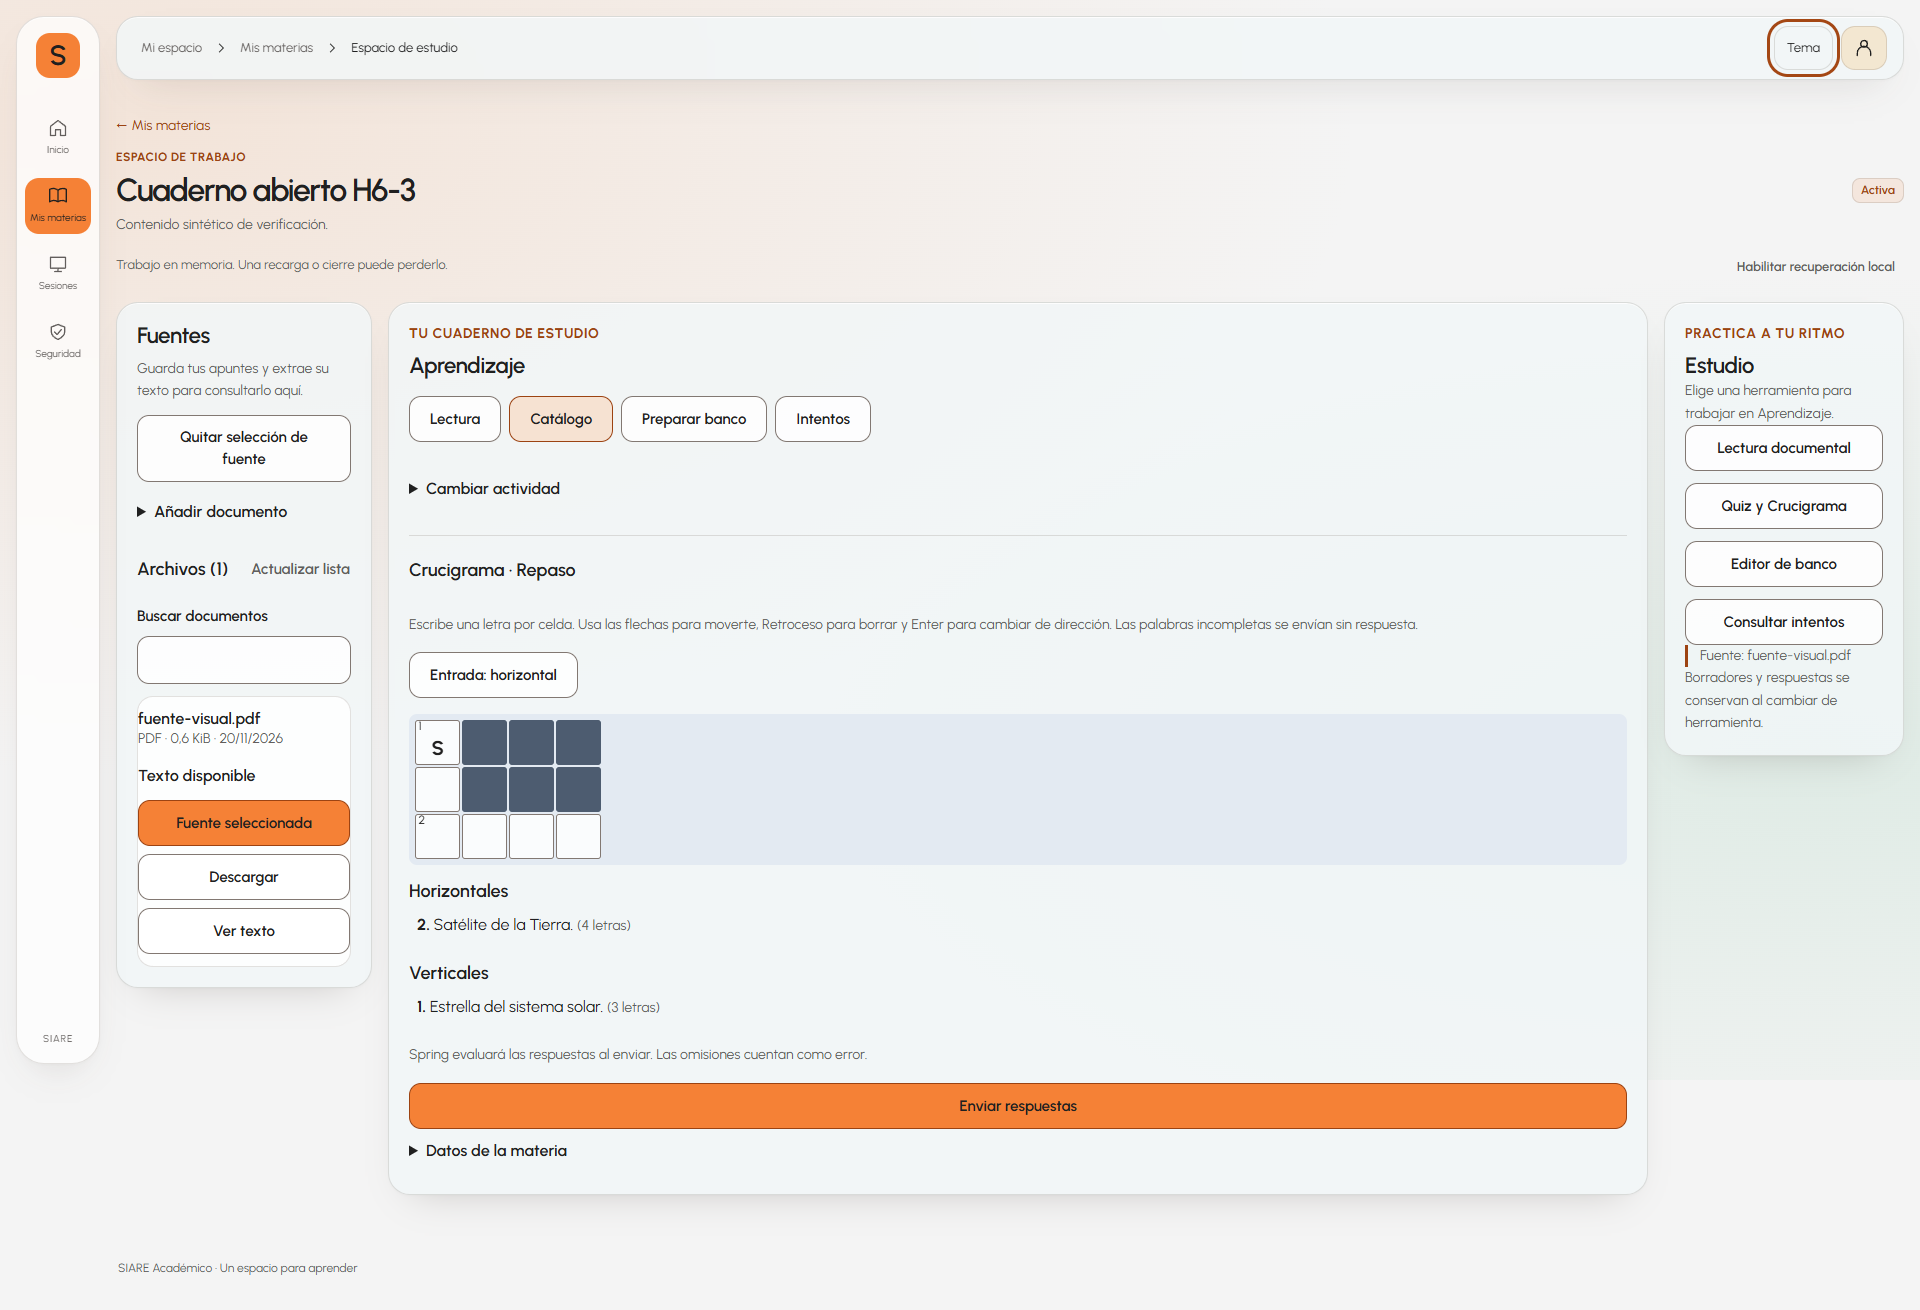 S
Inicio
Mis materias
Sesiones
Seguridad
SIARE
Mi espacio
Mis materias
Espacio de estudio
Tema
← Mis materias
ESPACIO DE TRABAJO
Cuaderno abierto H6-3
Activa
Contenido sintético de verificación.
Trabajo en memoria. Una recarga o cierre puede perderlo.
Habilitar recuperación local
Fuentes
Guarda tus apuntes y extrae su
texto para consultarlo aquí.
Quitar selección de
fuente
Añadir documento
Archivos (1)
Actualizar lista
Buscar documentos
fuente-visual.pdf
PDF · 0,6 KiB · 20/11/2026
Texto disponible
Fuente seleccionada
Descargar
Ver texto
TU CUADERNO DE ESTUDIO
Aprendizaje
Lectura
Catálogo
Preparar banco
Intentos
Cambiar actividad
Crucigrama · Repaso
Escribe una letra por celda. Usa las flechas para moverte, Retroceso para borrar y Enter para cambiar de dirección. Las palabras incompletas se envían sin respuesta.
Entrada: horizontal
1
S
2
Horizontales
2. Satélite de la Tierra. (4 letras)
Verticales
1. Estrella del sistema solar. (3 letras)
Spring evaluará las respuestas al enviar. Las omisiones cuentan como error.
Enviar respuestas
Datos de la materia
PRACTICA A TU RITMO
Estudio
Elige una herramienta para
trabajar en Aprendizaje.
Lectura documental
Quiz y Crucigrama
Editor de banco
Consultar intentos
Fuente: fuente-visual.pdf
Borradores y respuestas se
conservan al cambiar de
herramienta.
SIARE Académico · Un espacio para aprender